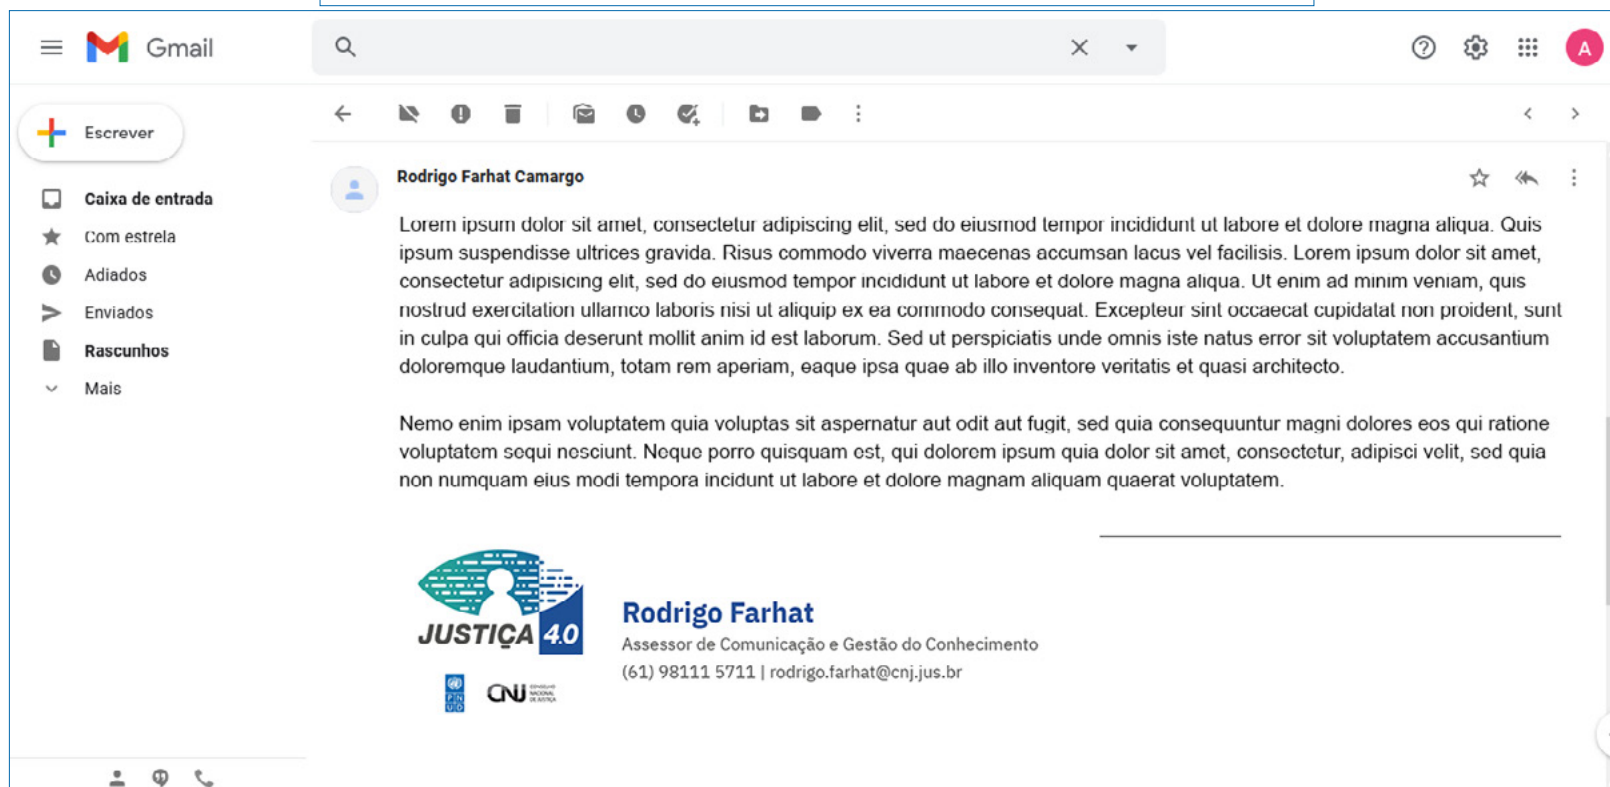 Gmail
A
Escrever
Caixa de entrada
Com estrela
Adiados
Enviados
Rascunhos
Mais
Rodrigo Farhat Camargo
Lorem ipsum dolor sit amet, consectetur adipiscing elit, sed do eiusmod tempor incididunt ut labore et dolore magna aliqua. Quis
ipsum suspendisse ultrices gravida. Risus commodo viverra maecenas accumsan lacus vel facilisis. Lorem ipsum dolor sit amet,
consectetur adipisicing elit, sed do eiusmod tempor incididunt ut labore et dolore magna aliqua. Ut enim ad minim veniam, quis
nostrud exercitation ullamco laboris nisi ut aliquip ex ea commodo consequat. Excepteur sint occaecat cupidatat non proident, sunt
in culpa qui officia deserunt mollit anim id est laborum. Sed ut perspiciatis unde omnis iste natus error sit voluptatem accusantium
doloremque laudantium, totam rem aperiam, eaque ipsa quae ab illo inventore veritatis et quasi architecto.
Nemo enim ipsam voluptatem quia voluptas sit aspernatur aut odit aut fugit, sed quia consequuntur magni dolores eos qui ratione
voluptatem sequi nesciunt. Neque porro quisquam est, qui dolorem ipsum quia dolor sit amet, consectetur, adipisci velit, sed quia
non numquam eius modi tempora incidunt ut labore et dolore magnam aliquam quaerat voluptatem.
JUSTIÇA 4.0
Rodrigo Farhat
Assessor de Comunicação e Gestão do Conhecimento
(61) 98111 5711 | rodrigo.farhat@cnj.jus.br
PN
UD
CNJ
CONSELHO
NACIONAL
DE JUSTIÇA